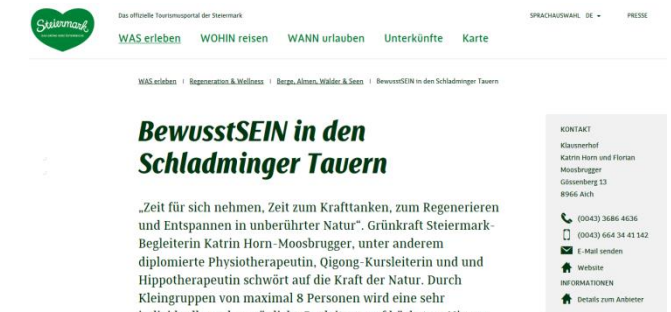 Steiermark
Das offizielle Tourismusportal der Steiermark
SPRACHAUSWAHL DE PRESSE
WAS erleben WOHIN reisen WANN urlauben Unterkünfte Karte
WAS erleben | Regeneration & Wellness | Berge, Almen, Wälder & Seen | BewusstSEIN in den Schladminger Tauern
BewusstSEIN in den
Schladminger Tauern
„Zeit für sich nehmen, Zeit zum Krafttanken, zum Regenerieren
und Entspannen in unberührter Natur“. Grünkraft Steiermark-
Begleiterin Katrin Horn-Moosbrugger, unter anderem
diplomierte Physiotherapeutin, Qigong-Kursleiterin und und
Hippotherapeutin schwört auf die Kraft der Natur. Durch
Kleingruppen von maximal 8 Personen wird eine sehr
KONTAKT
Klausnerhof
Katrin Horn und Florian
Moosbrugger
Gössenberg 13
8966 Aich
(0043) 3686 4636
(0043) 664 34 41 142
E-Mail senden
Website
INFORMATIONEN
Details zum Anbieter